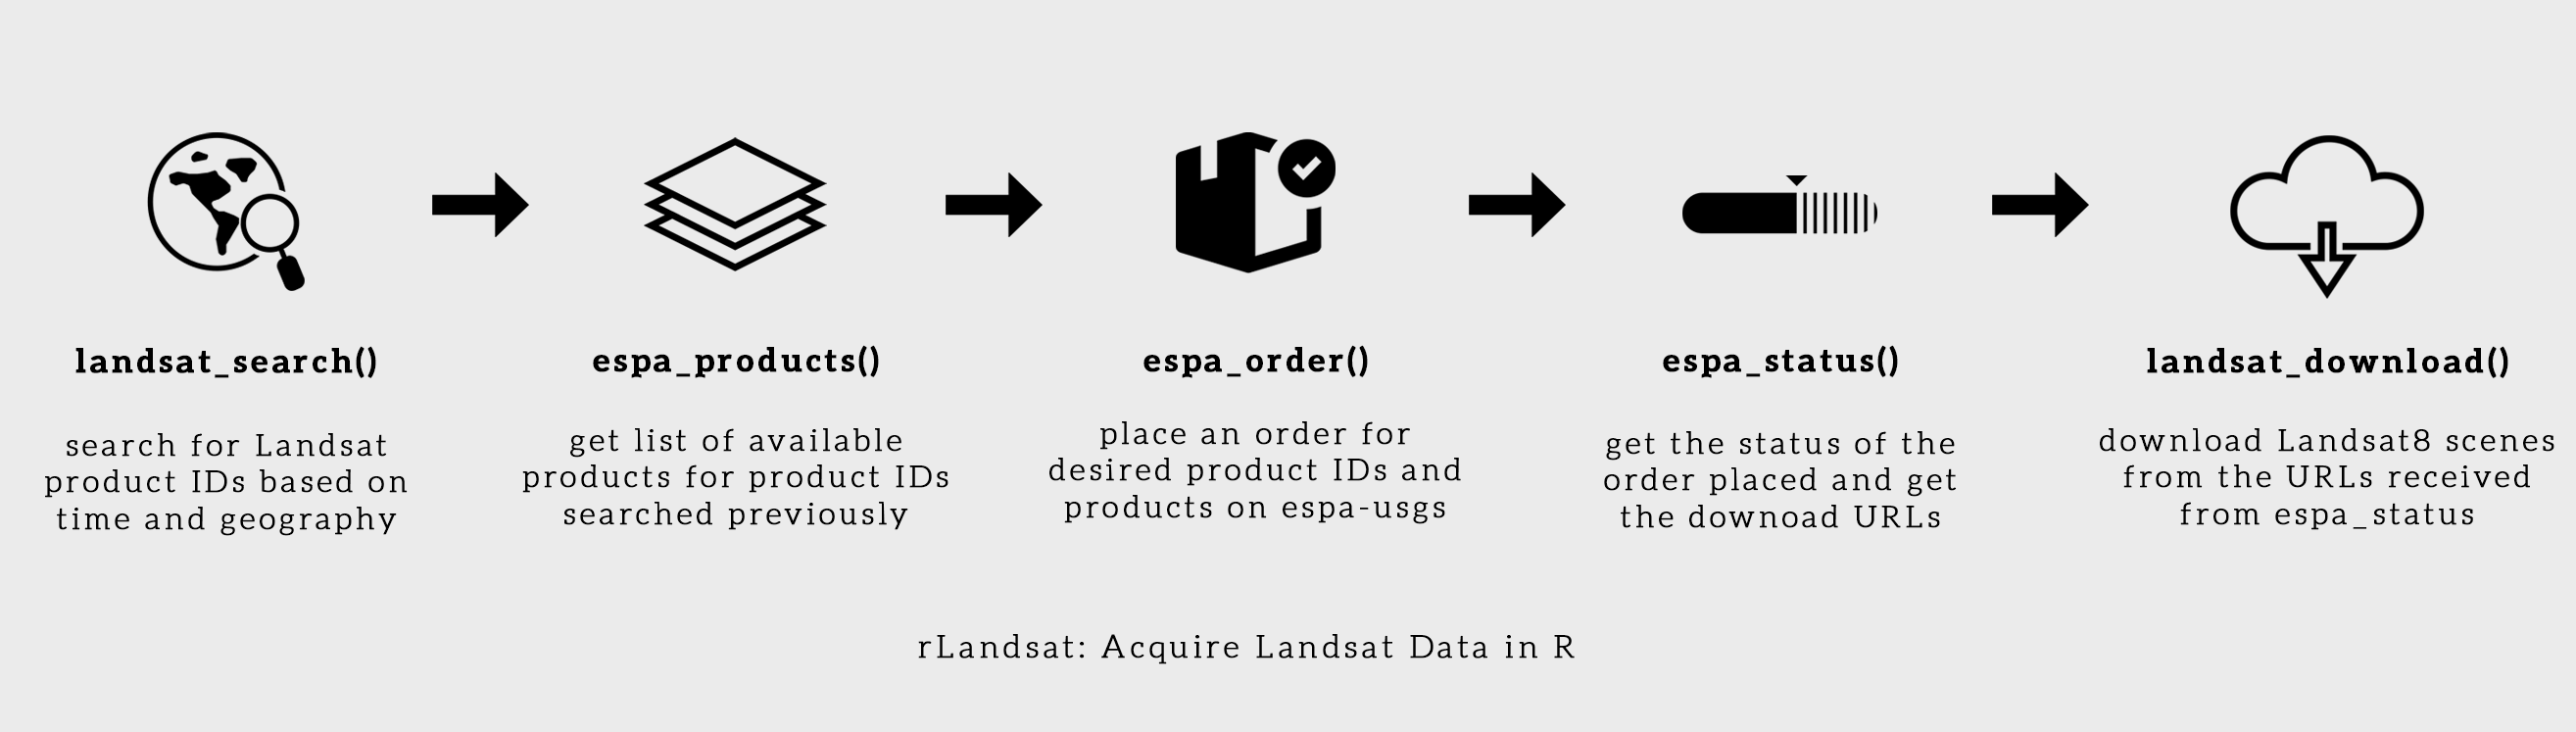 landsat_search()
search for Landsat
product IDs based on
time and geography
espa_products()
get list of available
products for product IDs
searched previously
espa_order()
place an order for
desired product IDs and
products on espa-usgs
espa_status()
get the status of the
order placed and get
the downoad URLs
landsat_download()
download Landsat8 scenes
from the URLs received
from espa_status
rLandsat: Acquire Landsat Data in R